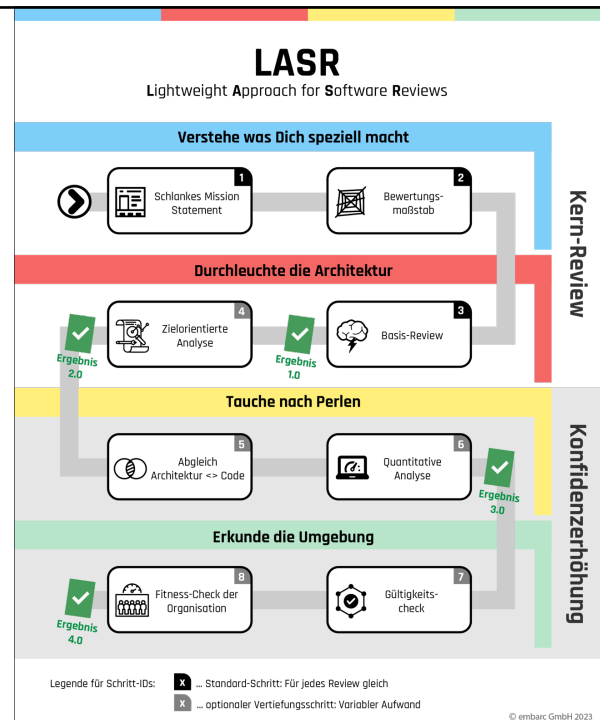 LASR
Lightweight Approach for Software Reviews
Verstehe was Dich speziell macht
1
Schlankes Mission
Statement
2
Bewertungs-
maßstab
Kern-Review
Durchleuchte die Architektur
4
Zielorientierte
Analyse
3
Basis-Review
Ergebnis
2.0
Ergebnis
1.0
Tauche nach Perlen
5
Abgleich
Architektur <> Code
6
Quantitative
Analyse
Ergebnis
3.0
Konfidenzerhöhung
Erkunde die Umgebung
8
Fitness-Check der
Organisation
7
Gültigkeits-
check
Ergebnis
4.0
Legende für Schritt-IDs:
X ... Standard-Schritt: Für jedes Review gleich
X ... optionaler Vertiefungsschritt: Variabler Aufwand
© embarc GmbH 2023